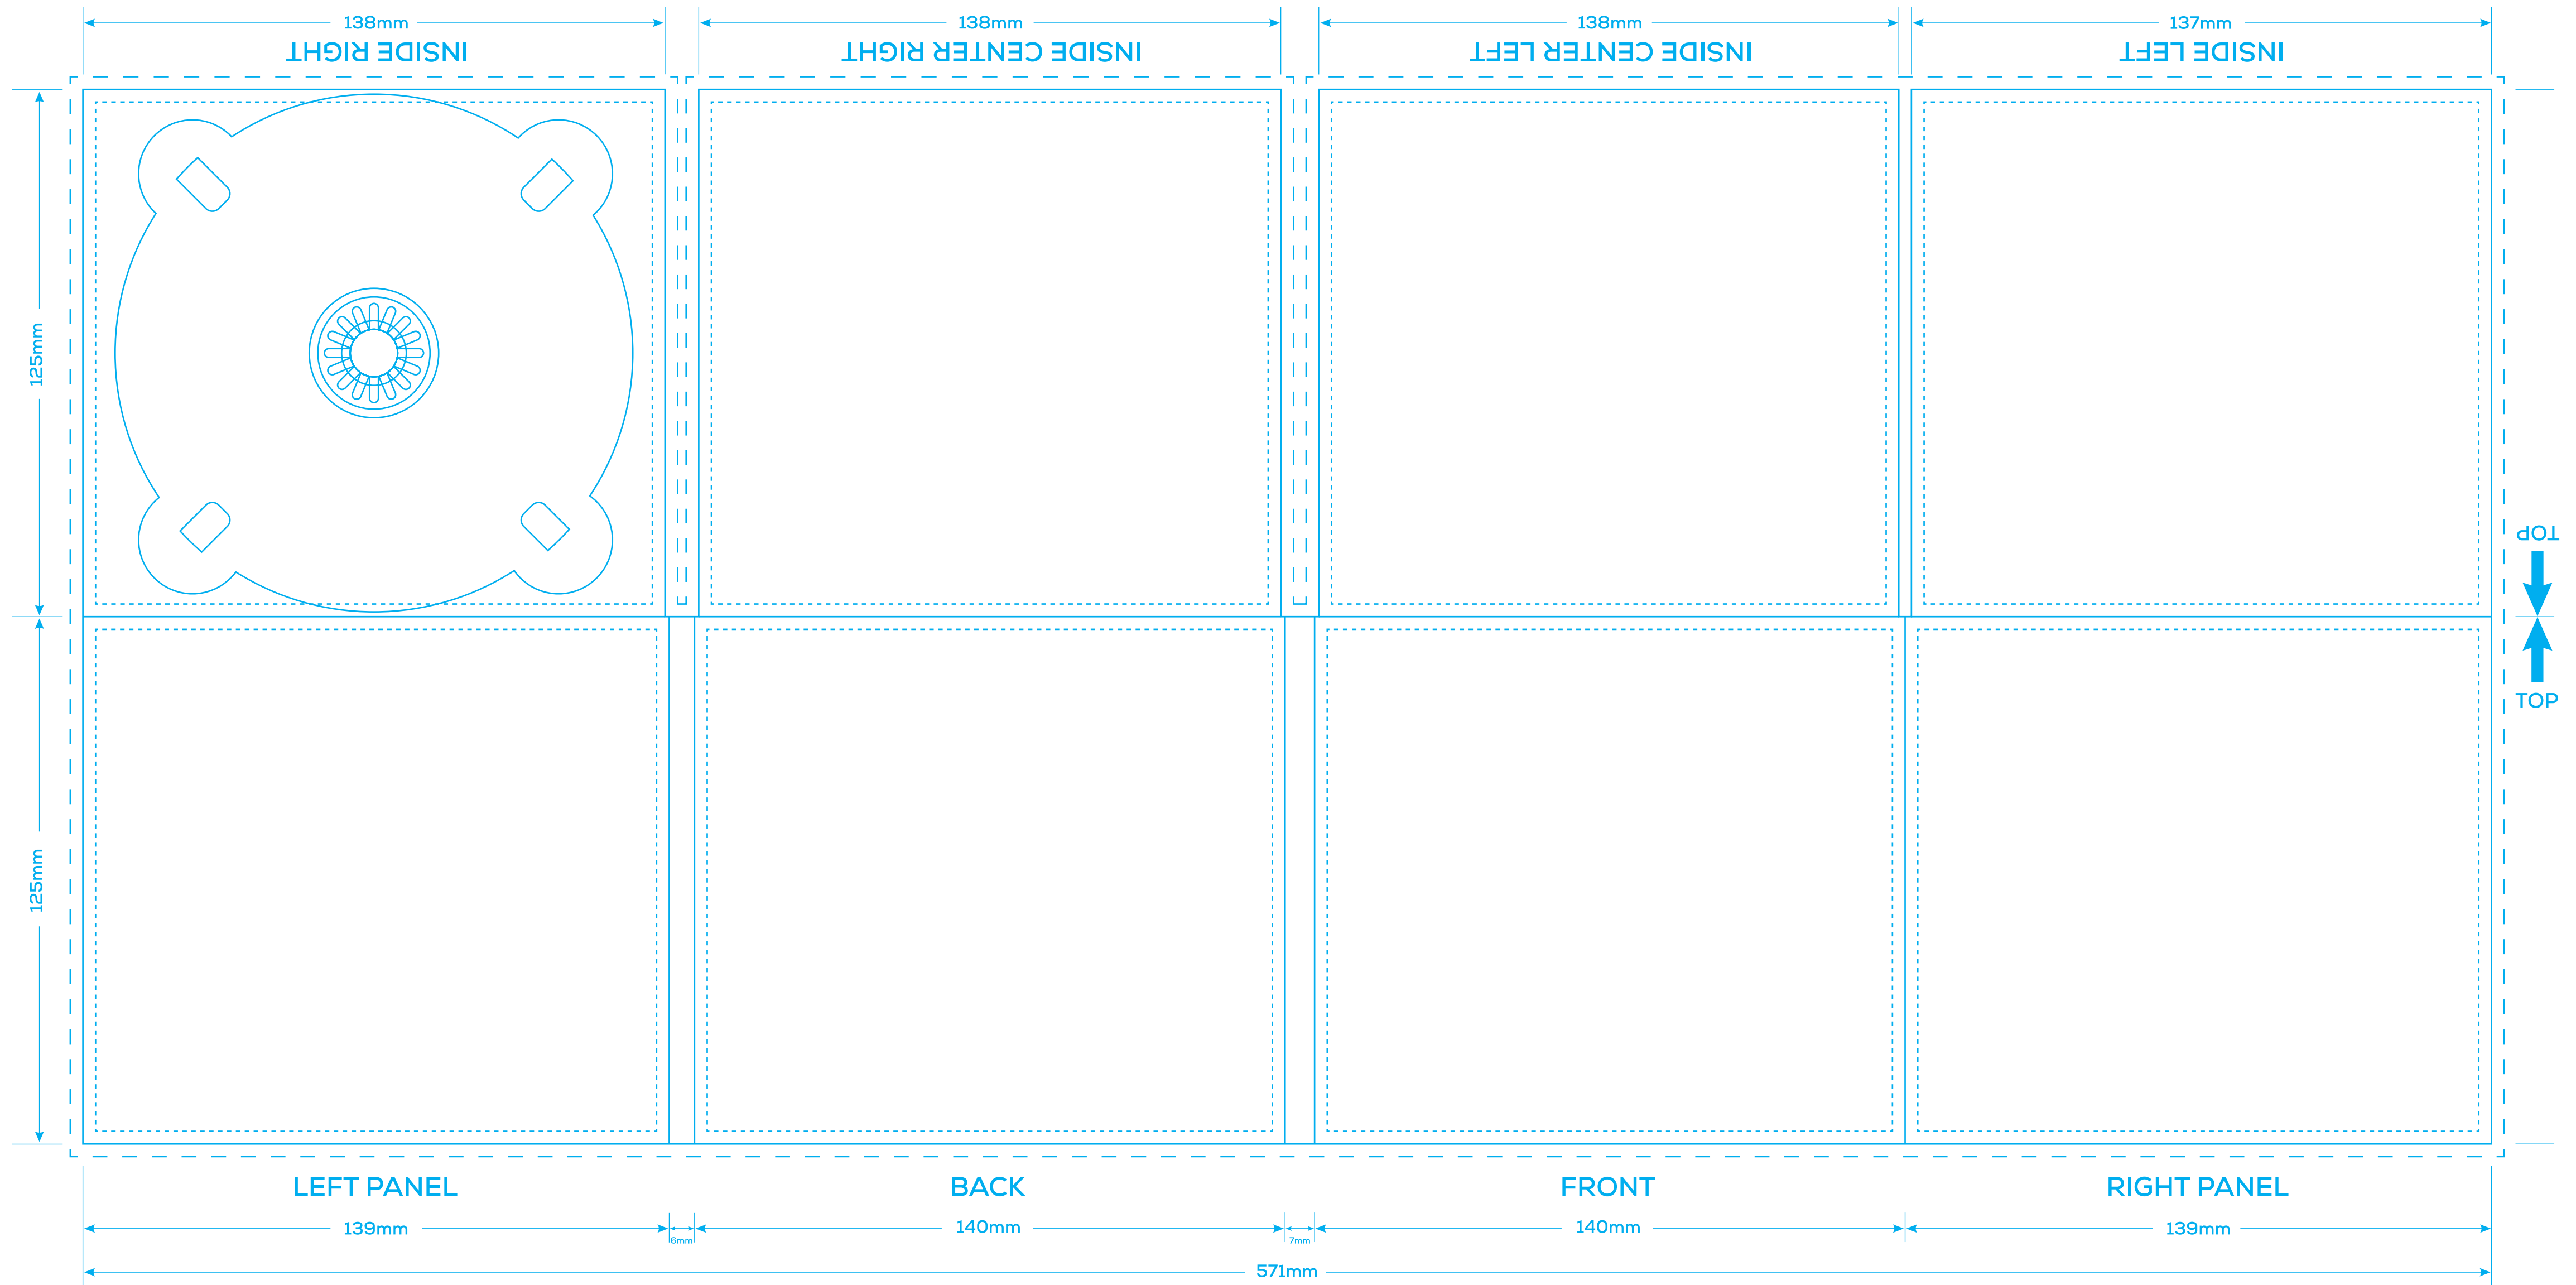 138mm
138mm
138mm
137mm
INSIDE RIGHT
INSIDE CENTER RIGHT
INSIDE CENTER LEFT
INSIDE LEFT
125mm
TOP
TOP
125mm
LEFT PANEL
BACK
FRONT
RIGHT PANEL
139mm
6mm
140mm
7mm
140mm
139mm
571mm